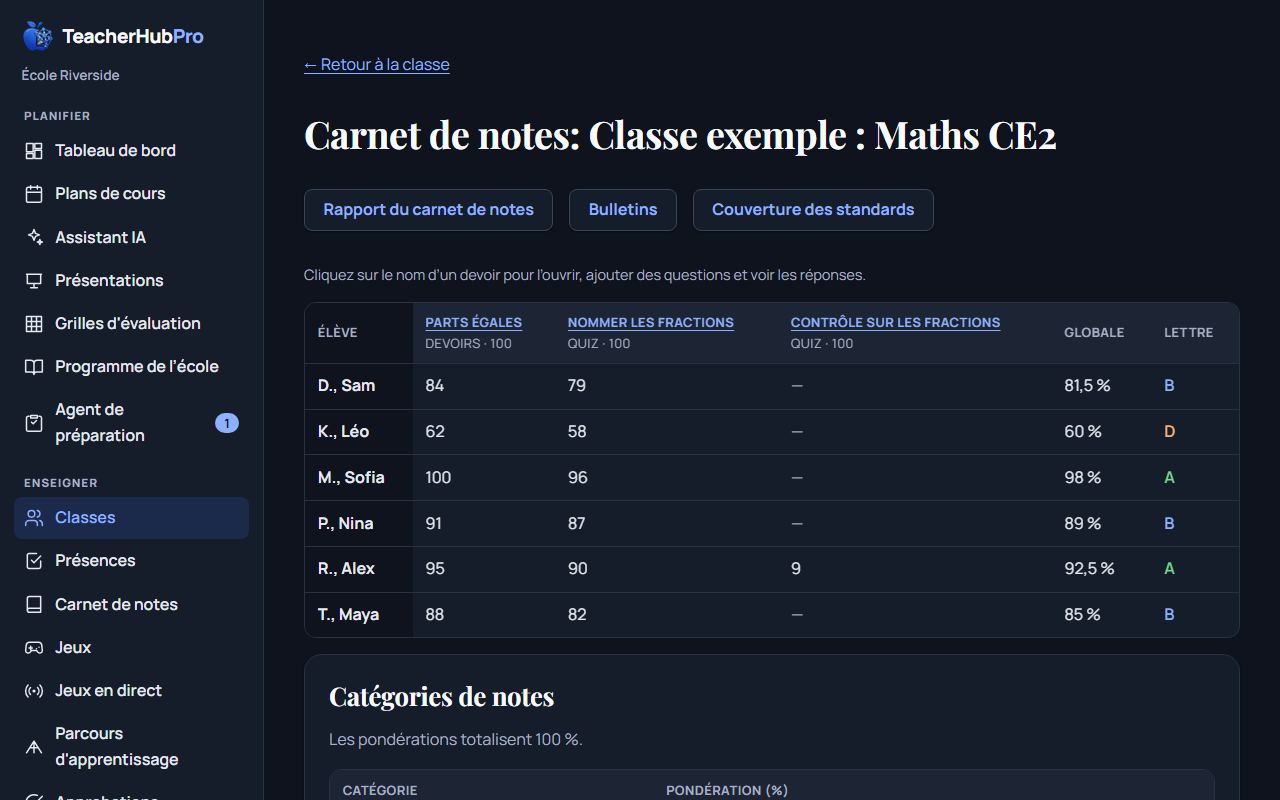 TeacherHubPro
École Riverside
PLANIFIER
Tableau de bord
Plans de cours
Assistant IA
Présentations
Grilles d'évaluation
Programme de l'école
Agent de
préparation
1
ENSEIGNER
Classes
Présences
Carnet de notes
Jeux
Jeux en direct
Parcours
d'apprentissage
← Retour à la classe
Carnet de notes: Classe exemple : Maths CE2
Rapport du carnet de notes
Bulletins
Couverture des standards
Cliquez sur le nom d'un devoir pour l'ouvrir, ajouter des questions et voir les réponses.
ÉLÈVE PARTS ÉGALES NOMMER LES FRACTIONS CONTRÔLE SUR LES FRACTIONS GLOBALE LETTRE
DEVOIRS · 100 QUIZ · 100 QUIZ · 100
D., Sam 84 79 — 81,5 % B
K., Léo 62 58 — 60 % D
M., Sofia 100 96 — 98 % A
P., Nina 91 87 — 89 % B
R., Alex 95 90 9 92,5 % A
T., Maya 88 82 — 85 % B
Catégories de notes
Les pondérations totalisent 100 %.
CATÉGORIE PONDÉRATION (%)